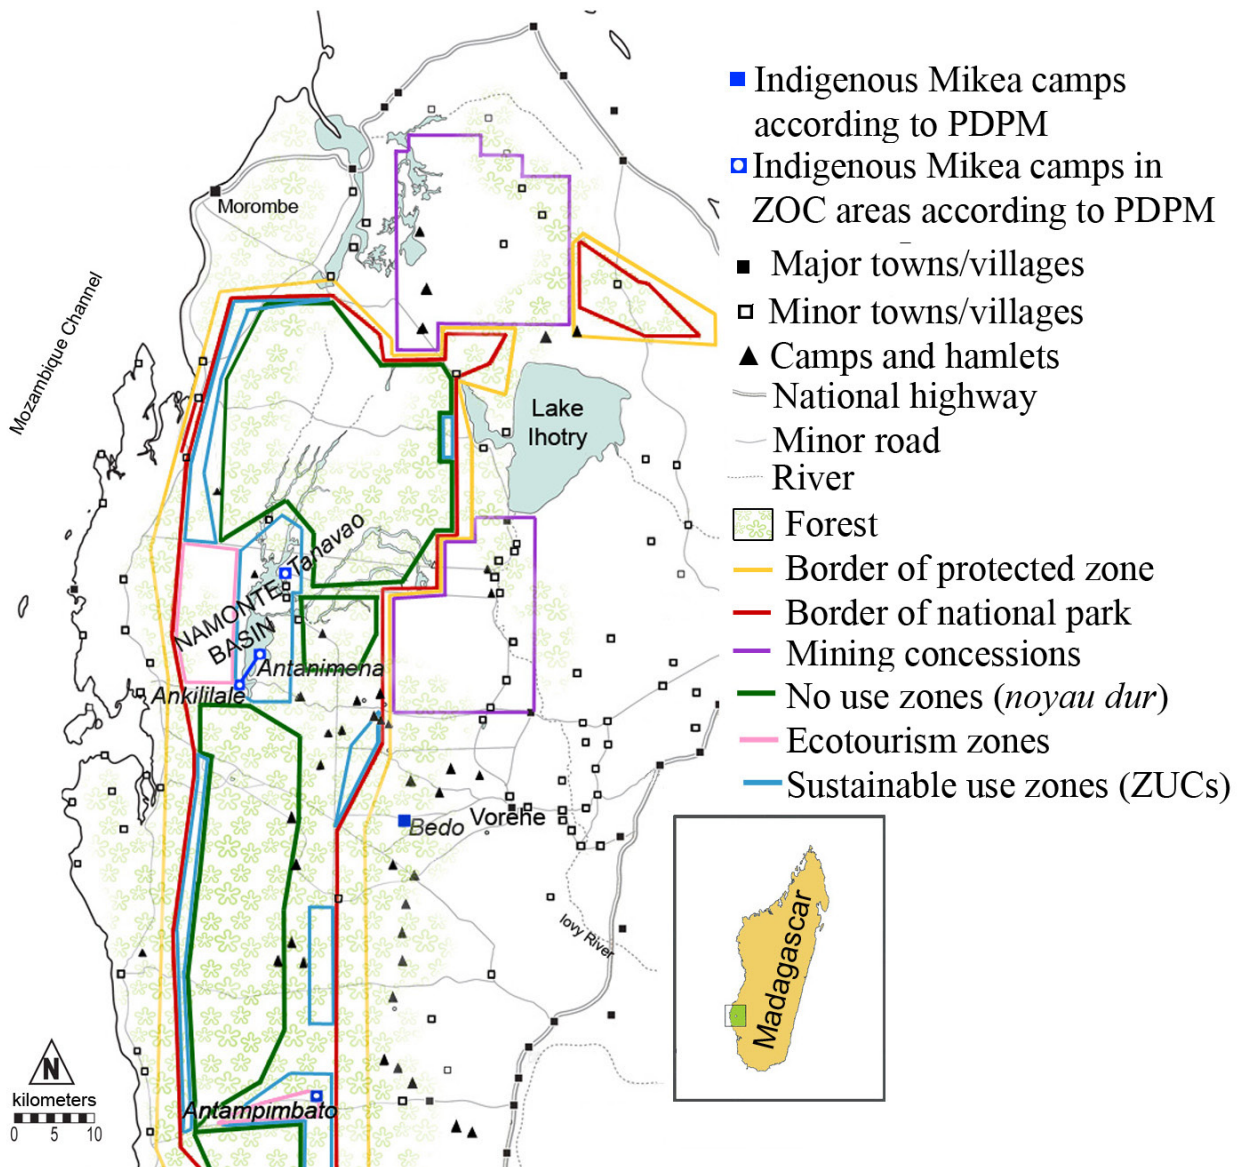 Indigenous Mikea camps
according to PDPM
Indigenous Mikea camps in
ZOC areas according to PDPM
Major towns/villages
Minor towns/villages
Camps and hamlets
National highway
Minor road
River
Forest
Border of protected zone
Border of national park
Mining concessions
No use zones (noyau dur)
Ecotourism zones
Sustainable use zones (ZUCs)
Morombe
Mozambique Channel
Lake
Ihotry
Tanavao
NAMONTE
BASIN
Antanimena
Ankililale
Bedo
Vorehe
Iovy River
Antampimbato
Madagascar
N
kilometers
0 5 10